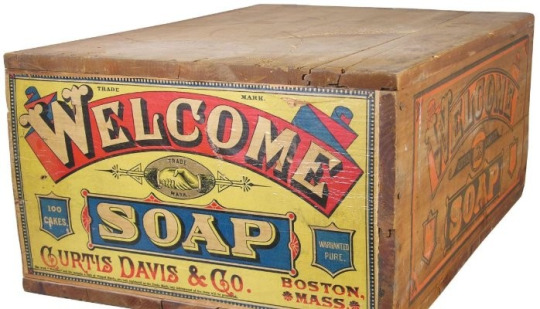 TRADE MARK.
WELCOME
TRADE
MARK
100
CAKES.
SOAP
WARRANTED
PURE.
CURTIS DAVIS & CO.
BOSTON,
MASS.
WELCOME
SOAP